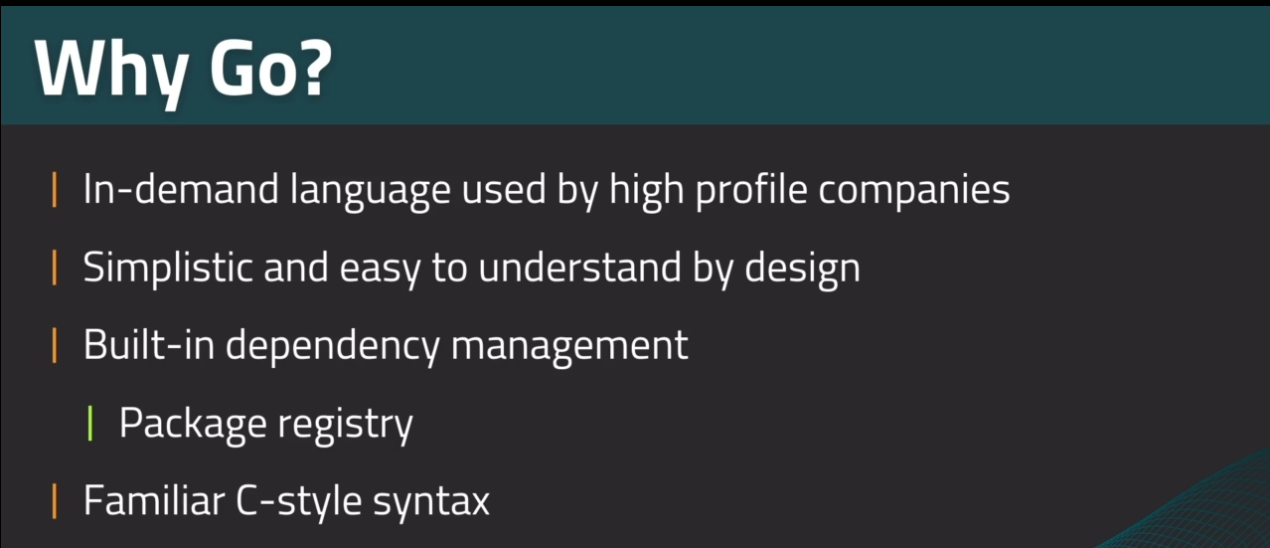 Why Go?
In-demand language used by high profile companies
Simplistic and easy to understand by design
Built-in dependency management
Package registry
Familiar C-style syntax